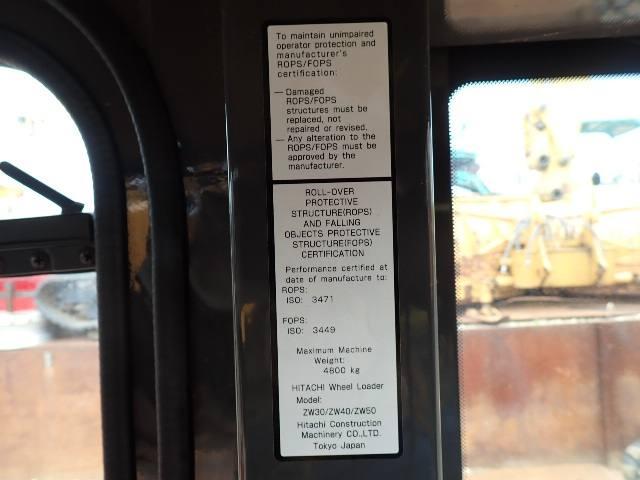 To maintain unimpaired
operator protection and
manufacturer's
ROPS/FOPS
certification:
— Damaged
ROPS/FOPS
structures must be
replaced, not
repaired or revised.
— Any alteration to the
ROPS/FOPS must be
approved by the
manufacturer.
ROLL-OVER
PROTECTIVE
STRUCTURE(ROPS)
AND FALLING
OBJECTS PROTECTIVE
STRUCTURE(FOPS)
CERTIFICATION
Performance certified at
date of manufacture to:
ROPS:
ISO: 3471
FOPS:
ISO: 3449
Maximum Machine
Weight:
4800 kg
HITACHI Wheel Loader
Model:
ZW30/ZW40/ZW50
Hitachi Construction
Machinery CO.,LTD.
Tokyo Japan